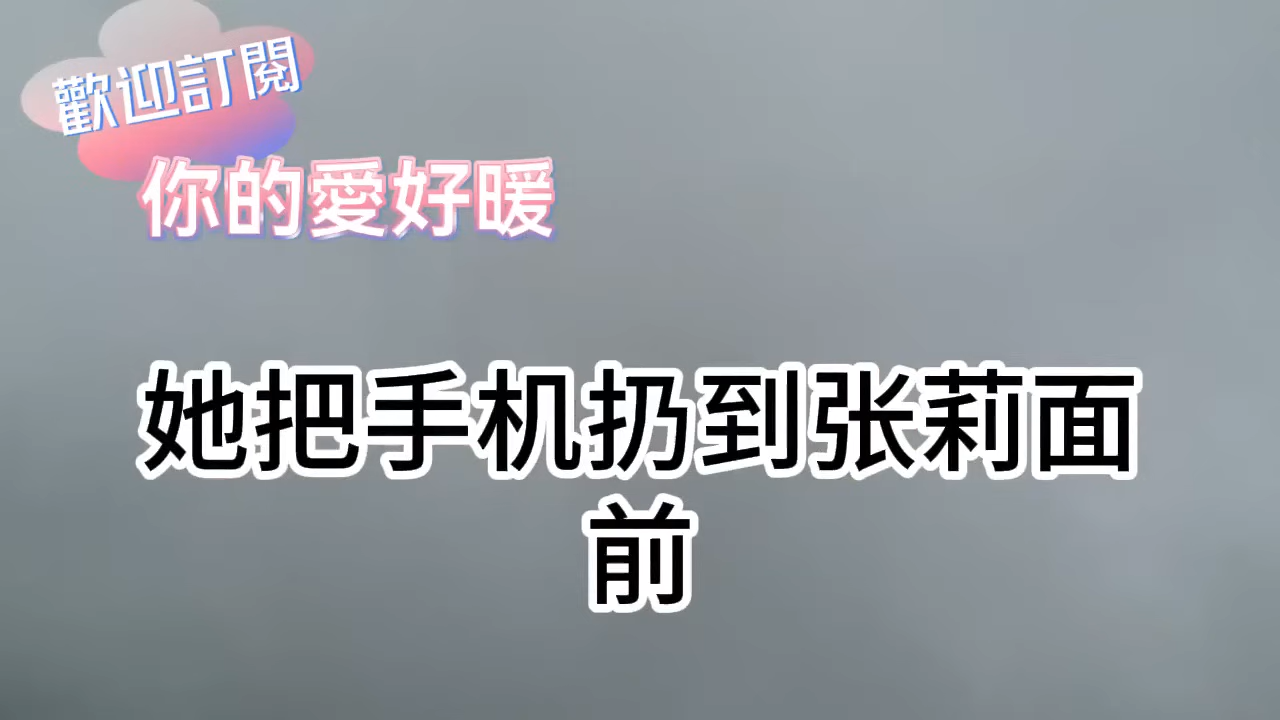 歡迎訂閱
你的愛好暖
她把手机扔到张莉面
前